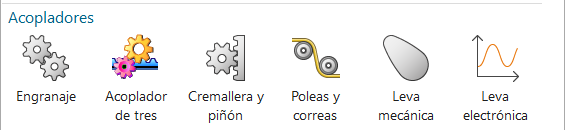 Acopladores
Engranaje
Acoplador
de tres
Cremallera y
piñón
Poleas y
correas
Leva
mecánica
Leva
electrónica